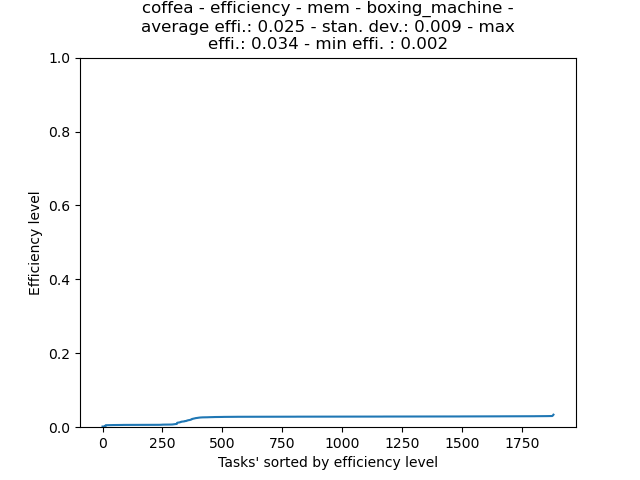 coffea - efficiency - mem - boxing_machine -
average effi.: 0.025 - stan. dev.: 0.009 - max
effi.: 0.034 - min effi. : 0.002
1.0
0.8
0.6
0.4
0.2
0.0
Efficiency level
0 250 500 750 1000 1250 1500 1750
Tasks' sorted by efficiency level